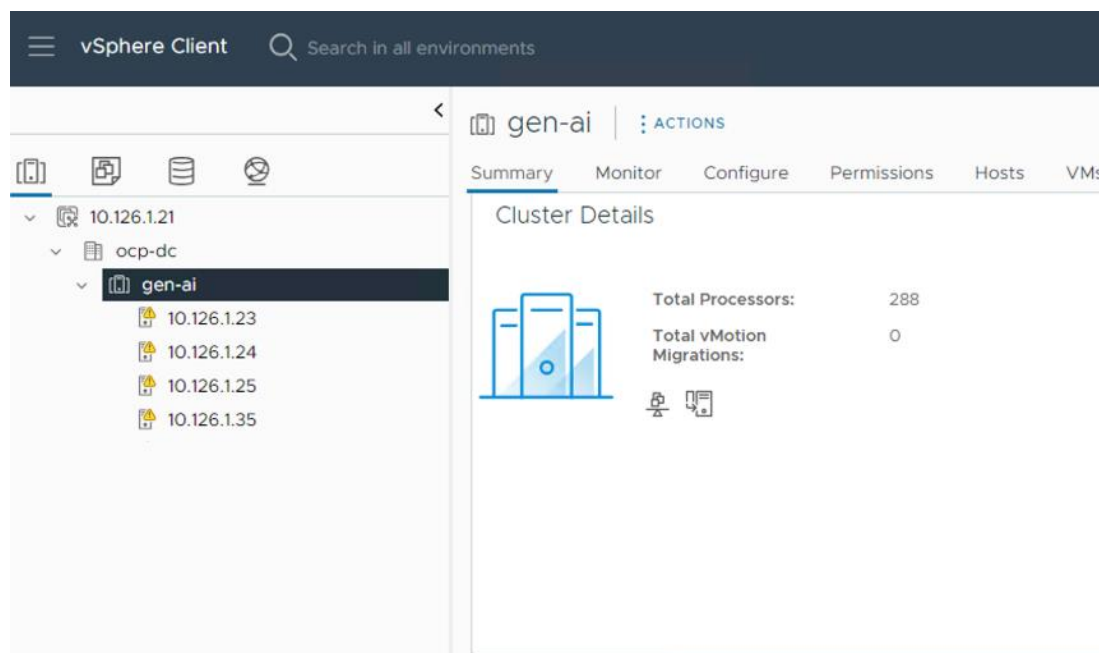 vSphere Client Search in all environments
gen-ai ACTIONS
Summary Monitor Configure Permissions Hosts VMs
10.126.1.21
ocp-dc
gen-ai
10.126.1.23
10.126.1.24
10.126.1.25
10.126.1.35
Cluster Details
Total Processors: 288
Total vMotion 0
Migrations: